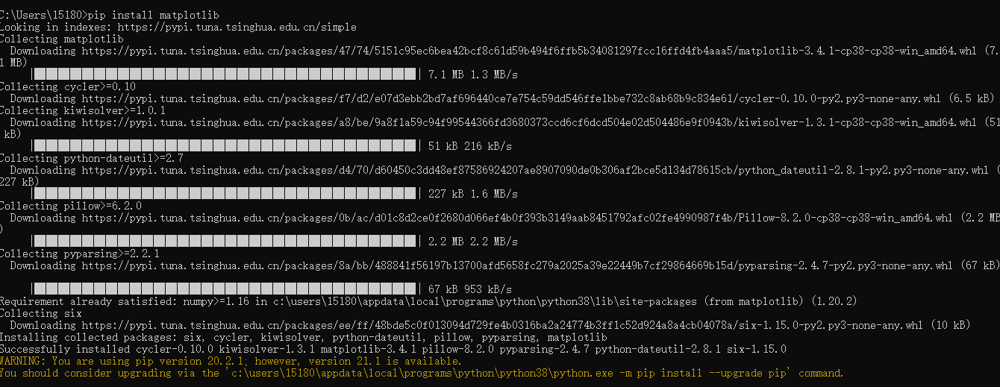 C:\Users\15180>pip install matplotlib
Looking in indexes: https://pypi.tuna.tsinghua.edu.cn/simple
Collecting matplotlib
  Downloading https://pypi.tuna.tsinghua.edu.cn/packages/47/74/5151c95ec6bea42bcf8c61d59b494f6ffb5b34081297fcc16ffd4fb4aaa5/matplotlib-3.4.1-cp38-cp38-win_amd64.whl (7.
1 MB)
     |████████████████████████████████| 7.1 MB 1.3 MB/s
Collecting cycler>=0.10
  Downloading https://pypi.tuna.tsinghua.edu.cn/packages/f7/d2/e07d3ebb2bd7af696440ce7e754c59dd546ffe1bbe732c8ab68b9c834e61/cycler-0.10.0-py2.py3-none-any.whl (6.5 kB)
Collecting kiwisolver>=1.0.1
  Downloading https://pypi.tuna.tsinghua.edu.cn/packages/a8/be/9a8f1a59c94f99544366fd3680373ccd6cf6dcd504e02d504486e9f0943b/kiwisolver-1.3.1-cp38-cp38-win_amd64.whl (51
 kB)
     |████████████████████████████████| 51 kB 216 kB/s
Collecting python-dateutil>=2.7
  Downloading https://pypi.tuna.tsinghua.edu.cn/packages/d4/70/d60450c3dd48ef87586924207ae8907090de0b306af2bce5d134d78615cb/python_dateutil-2.8.1-py2.py3-none-any.whl (
227 kB)
     |████████████████████████████████| 227 kB 1.6 MB/s
Collecting pillow>=6.2.0
  Downloading https://pypi.tuna.tsinghua.edu.cn/packages/0b/ac/d01c8d2ce0f2680d066ef4b0f393b3149aab8451792afc02fe4990987f4b/Pillow-8.2.0-cp38-cp38-win_amd64.whl (2.2 MB
)
     |████████████████████████████████| 2.2 MB 2.2 MB/s
Collecting pyparsing>=2.2.1
  Downloading https://pypi.tuna.tsinghua.edu.cn/packages/8a/bb/488841f56197b13700afd5658fc279a2025a39e22449b7cf29864669b15d/pyparsing-2.4.7-py2.py3-none-any.whl (67 kB)
     |████████████████████████████████| 67 kB 953 kB/s
Requirement already satisfied: numpy>=1.16 in c:\users\15180\appdata\local\programs\python\python38\lib\site-packages (from matplotlib) (1.20.2)
Collecting six
  Downloading https://pypi.tuna.tsinghua.edu.cn/packages/ee/ff/48bde5c0f013094d729fe4b0316ba2a24774b3ff1c52d924a8a4cb04078a/six-1.15.0-py2.py3-none-any.whl (10 kB)
Installing collected packages: six, cycler, kiwisolver, python-dateutil, pillow, pyparsing, matplotlib
Successfully installed cycler-0.10.0 kiwisolver-1.3.1 matplotlib-3.4.1 pillow-8.2.0 pyparsing-2.4.7 python-dateutil-2.8.1 six-1.15.0
WARNING: You are using pip version 20.2.1; however, version 21.1 is available.
You should consider upgrading via the 'c:\users\15180\appdata\local\programs\python\python38\python.exe -m pip install --upgrade pip' command.